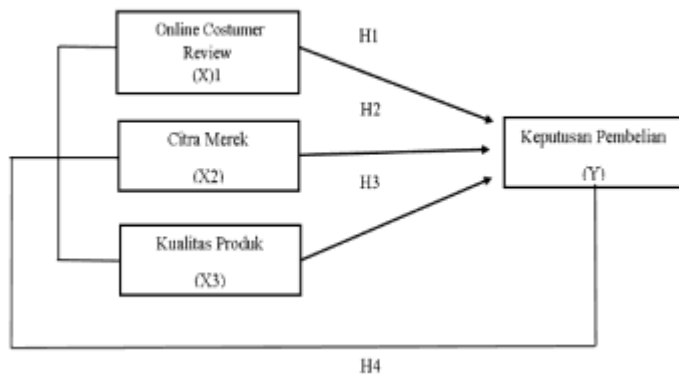 Online Costumer
Review
(X)1
H1
H2
Citra Merek
(X2)
Keputusan Pembelian
(Y)
H3
Kualitas Produk
(X3)
H4